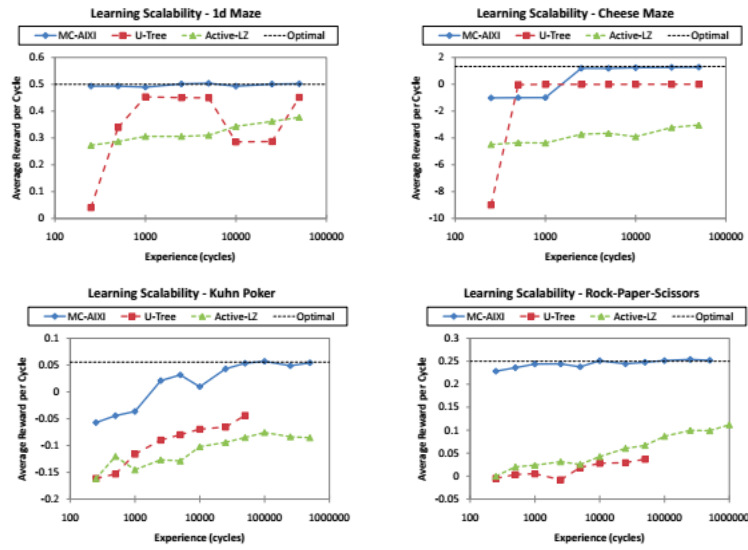 Learning Scalability - 1d Maze
MC-AIXI U-Tree Active-LZ Optimal
0.6
0.5
0.4
0.3
0.2
0.1
0
Average Reward per Cycle
100 1000 10000 100000
Experience (cycles)
Learning Scalability - Cheese Maze
MC-AIXI U-Tree Active-LZ Optimal
2
0
-2
-4
-6
-8
-10
Average Reward per Cycle
100 1000 10000 100000
Experience (cycles)
Learning Scalability - Kuhn Poker
MC-AIXI U-Tree Active-LZ Optimal
0.1
0.05
0
-0.05
-0.1
-0.15
-0.2
Average Reward per Cycle
100 1000 10000 100000 1000000
Experience (cycles)
Learning Scalability - Rock-Paper-Scissors
MC-AIXI U-Tree Active-LZ Optimal
0.3
0.25
0.2
0.15
0.1
0.05
0
0.05
Average Reward per Cycle
100 1000 10000 100000 1000000
Experience (cycles)